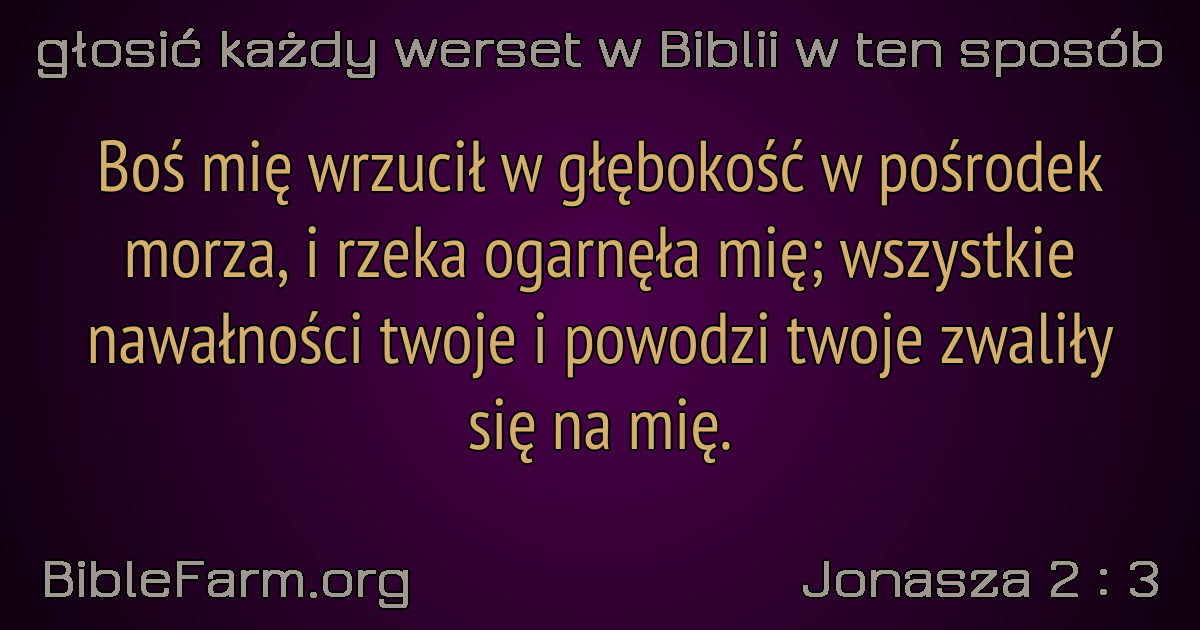 głosić każdy werset w Biblii w ten sposób
Boś mię wrzucił w głębokość w pośrodek
morza, i rzeka ogarnęła mię; wszystkie
nawałności twoje i powodzi twoje zwaliły
się na mię.
BibleFarm.org
Jonasza 2 : 3